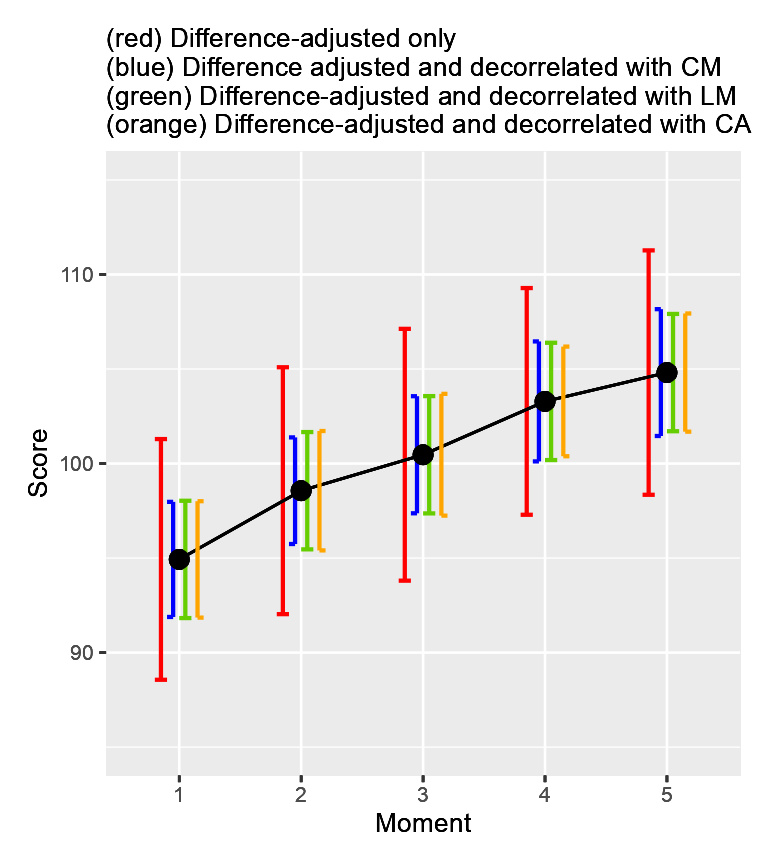 (red) Difference-adjusted only
(blue) Difference adjusted and decorrelated with CM
(green) Difference-adjusted and decorrelated with LM
(orange) Difference-adjusted and decorrelated with CA
110
100
90
Score
1 2 3 4 5
Moment